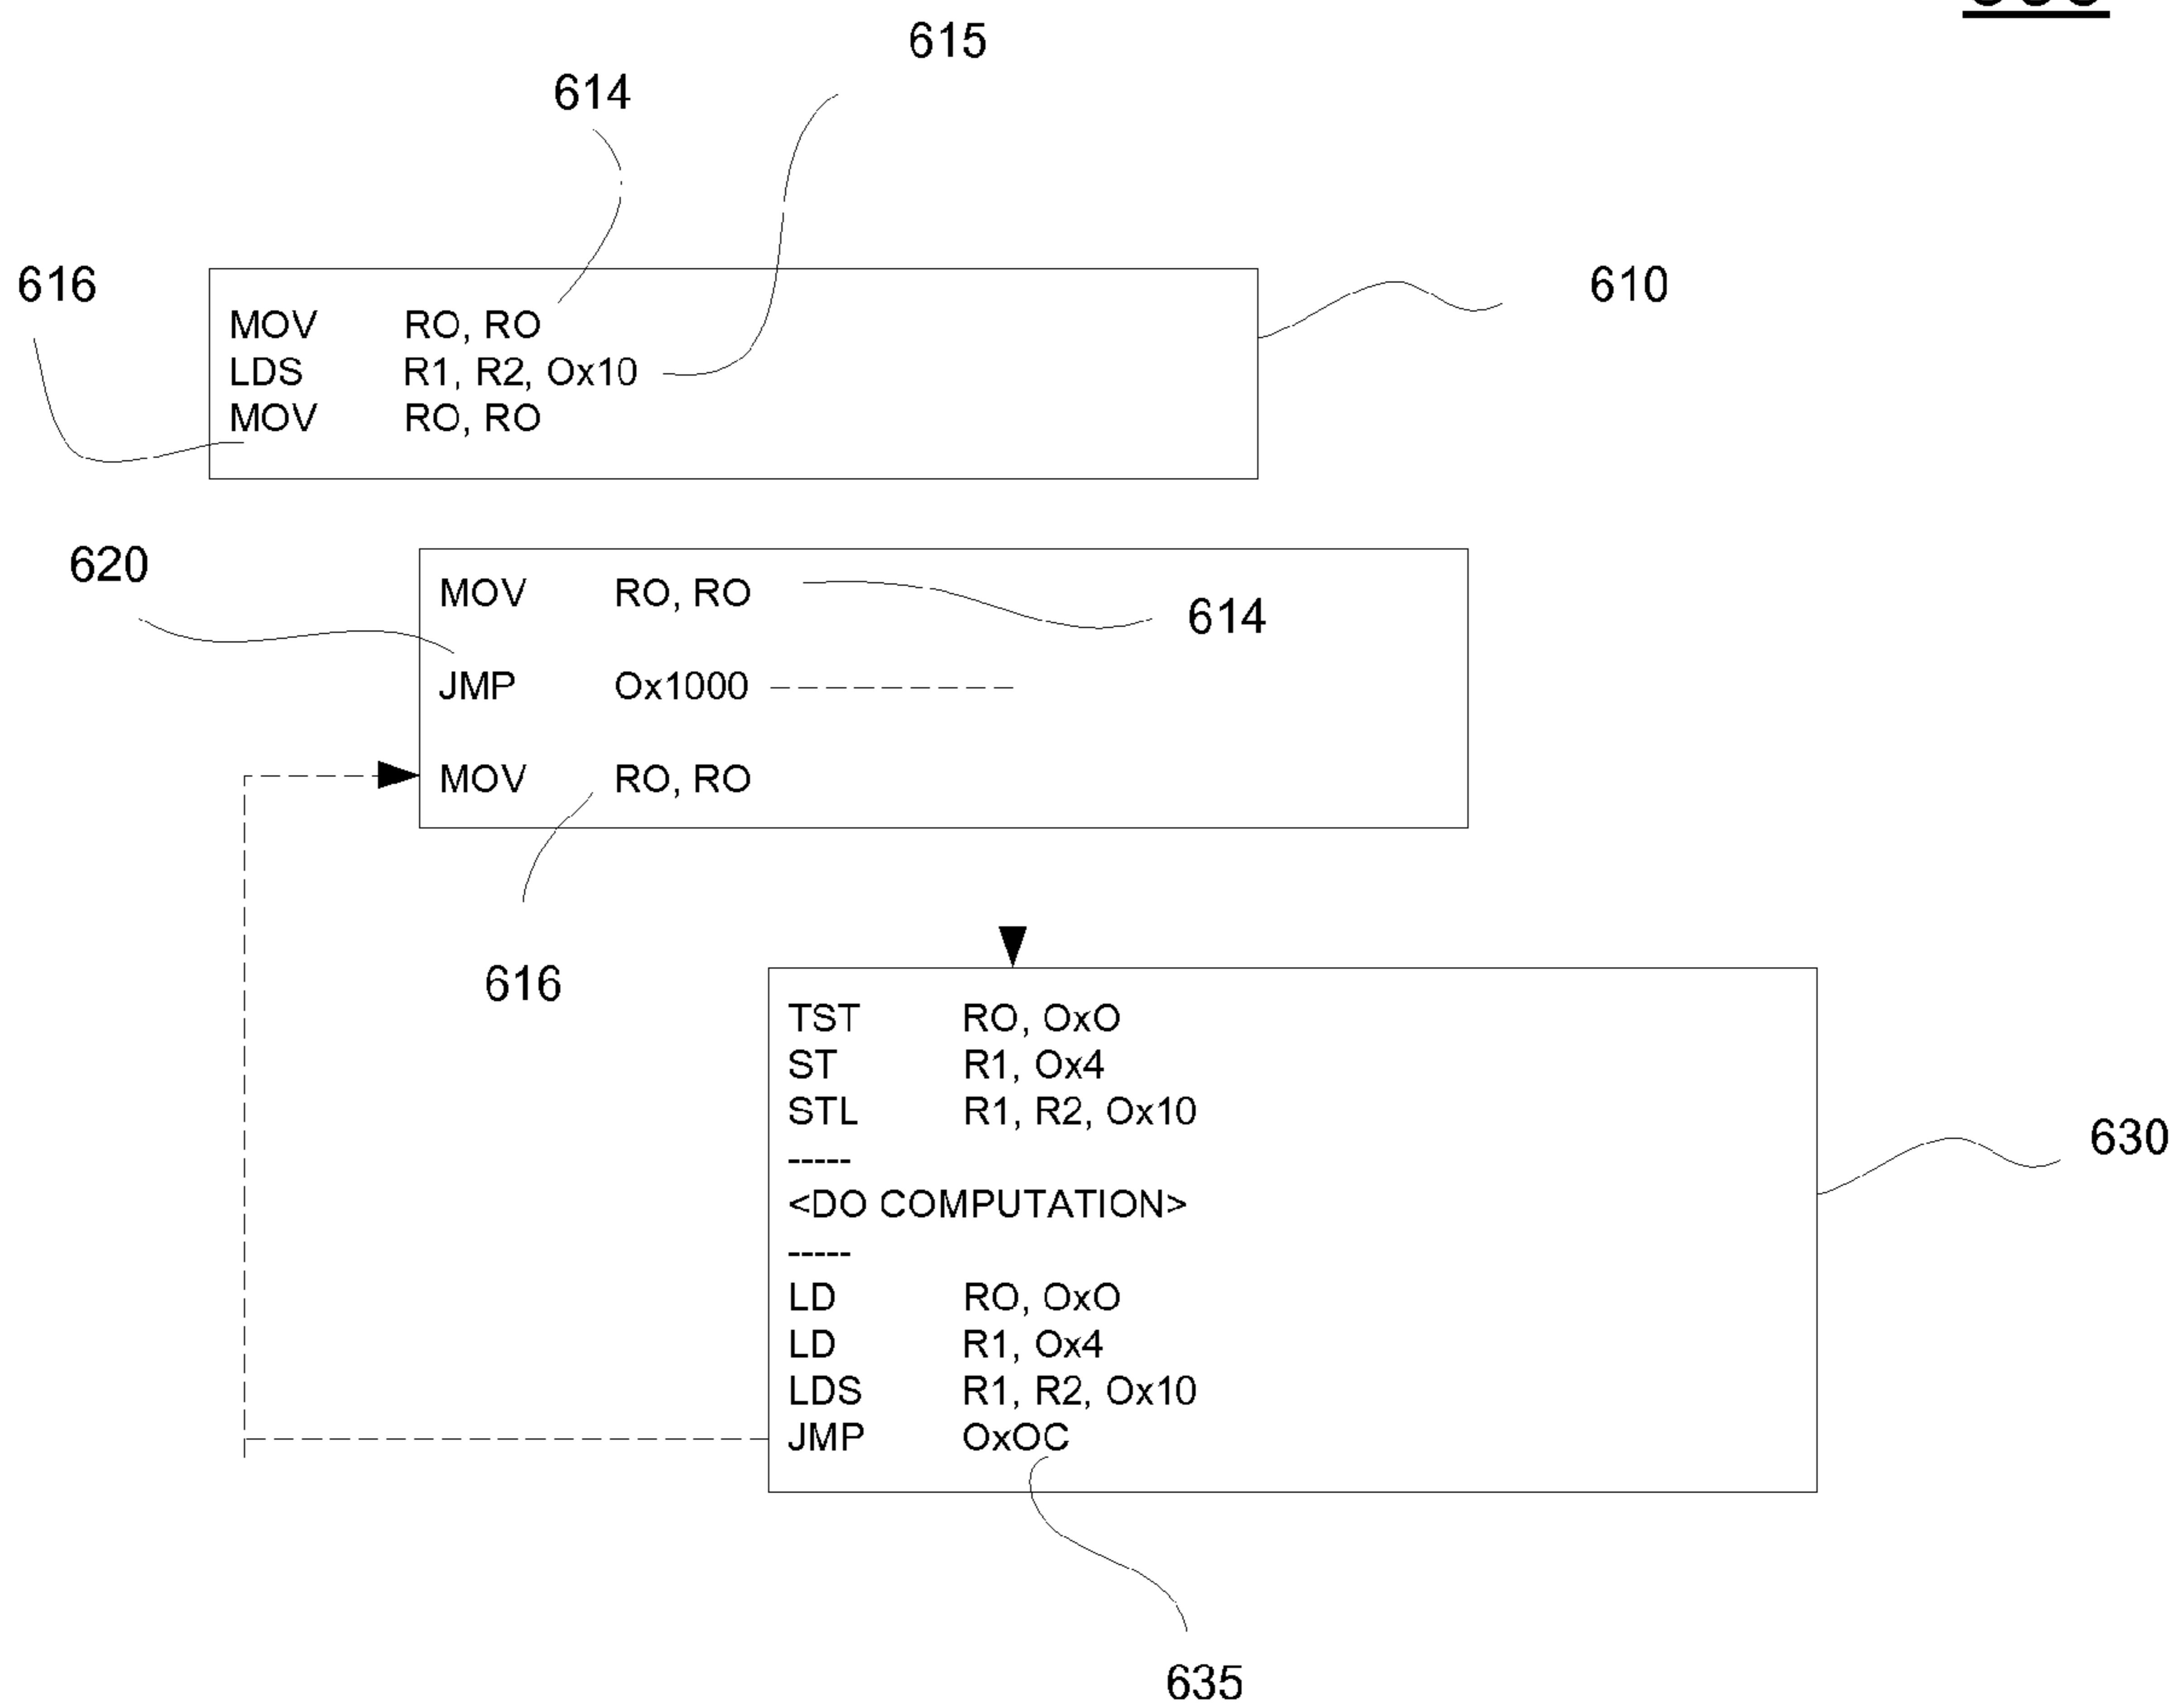 615
614
616
610
MOV RO, RO
LDS R1, R2, Ox10
MOV RO, RO
620
MOV RO, RO
614
JMP Ox1000
MOV RO, RO
616
TST RO, OxO
ST R1, Ox4
STL R1, R2, Ox10
-----
<DO COMPUTATION>
-----
LD RO, OxO
LD R1, Ox4
LDS R1, R2, Ox10
JMP OxOC
630
635